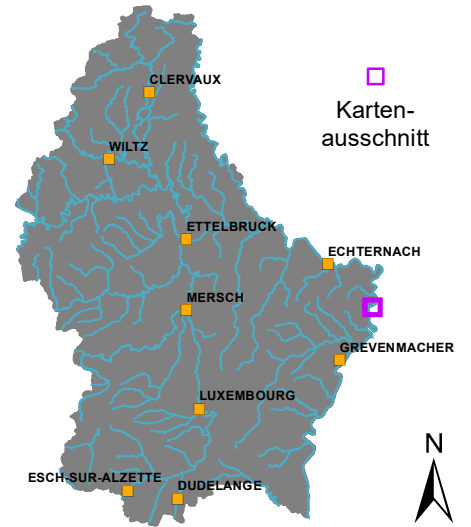 CLERVAUX
Karten-
ausschnitt
WILTZ
ETTELBRUCK
ECHTERNACH
MERSCH
GREVENMACHER
LUXEMBOURG
N
ESCH-SUR-ALZETTE
DUDELANGE